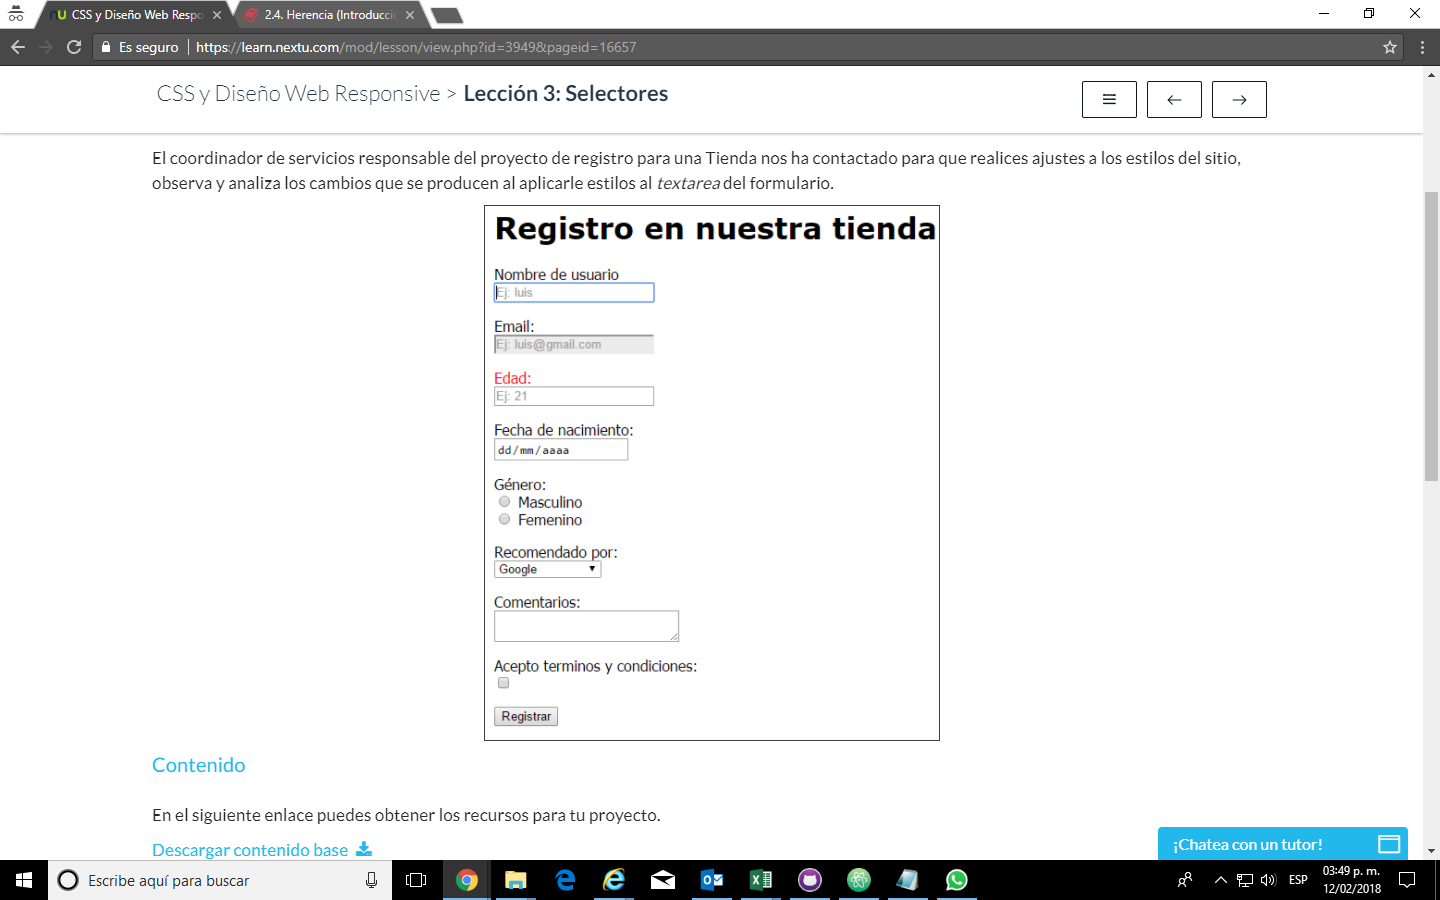 CSS y Diseño Web Respo
2.4. Herencia (Introducció
Es seguro
https://learn.nextu.com/mod/lesson/view.php?id=3949&pageid=16657
CSS y Diseño Web Responsive > Lección 3: Selectores
El coordinador de servicios responsable del proyecto de registro para una Tienda nos ha contactado para que realices ajustes a los estilos del sitio,
observa y analiza los cambios que se producen al aplicarle estilos al textarea del formulario.
Registro en nuestra tienda
Nombre de usuario
Ej: luis
Email:
Ej: luis@gmail.com
Edad:
Ej: 21
Fecha de nacimiento:
dd/mm/aaaa
Género:
Masculino
Femenino
Recomendado por:
Google
Comentarios:
Acepto terminos y condiciones:
Registrar
Contenido
En el siguiente enlace puedes obtener los recursos para tu proyecto.
Descargar contenido base
¡Chatea con un tutor!
Escribe aquí para buscar
ESP
03:49 p. m.
12/02/2018